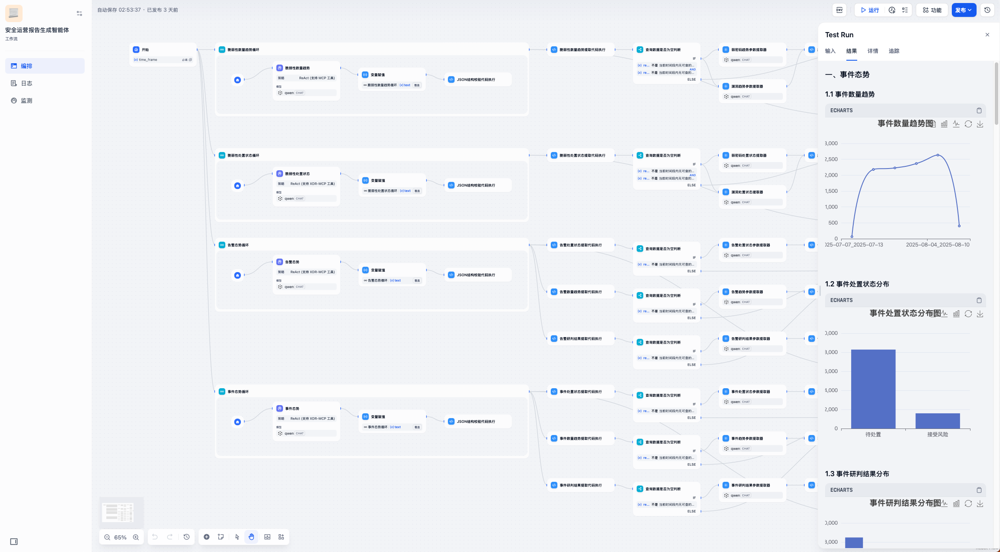 自动保存 02:53:37 · 已发布 3 天前
ENV
运行
功能
发布
安全运营报告生成智能体
工作流
编排
日志
监测
开始
{x} time_frame
必填
脆弱性数量趋势循环
脆弱性数量趋势
策略 ReAct (支持 MCP 工具)
模型
qwen CHAT
变量赋值
脆弱性数量趋势循环 / {x} text 覆盖
JSON结构校验代码执行
脆弱性数量趋势提取代码执行
查询数据是否为空判断
IF
{x} re... 不是 当前时间段内无可查的...
AND
{x} re... 不是 当前时间段内无可查的...
ELSE
弱密码趋势参数提取器
qwen CHAT
漏洞趋势参数提取器
qwen CHAT
脆弱性处置状态循环
脆弱性处置状态
策略 ReAct (支持 XDR-MCP 工具)
模型
qwen CHAT
变量赋值
脆弱性处置状态循环 / {x} text 覆盖
JSON结构校验代码执行
脆弱性处置状态提取代码执行
查询数据是否为空判断
IF
{x} re... 不是 当前时间段内无可查的...
AND
{x} re... 不是 当前时间段内无可查的...
ELSE
弱密码处置状态提取器
qwen CHAT
漏洞处置状态提取器
qwen CHAT
告警态势循环
告警态势
策略 ReAct (支持 XDR-MCP 工具)
模型
qwen CHAT
变量赋值
告警态势循环 / {x} text 覆盖
JSON结构校验代码执行
告警处置状态提取代码执行
查询数据是否为空判断
IF
{x} re... 不是 当前时间段内无可查的...
ELSE
告警处置状态参数提取器
qwen CHAT
告警数量趋势提取代码执行
查询数据是否为空判断
IF
{x} re... 不是 当前时间段内无可查的...
ELSE
告警趋势参数提取器
qwen CHAT
告警研判结果提取代码执行
查询数据是否为空判断
IF
{x} re... 不是 当前时间段内无可查的...
ELSE
告警研判结果参数提取器
qwen CHAT
事件态势循环
事件态势
策略 ReAct (支持 XDR-MCP 工具)
模型
qwen CHAT
变量赋值
事件态势循环 / {x} text 覆盖
JSON结构校验代码执行
事件处置状态提取代码执行
查询数据是否为空判断
IF
{x} re... 不是 当前时间段内无可查的...
ELSE
事件处置状态参数提取器
qwen CHAT
事件数量趋势提取代码执行
查询数据是否为空判断
IF
{x} re... 不是 当前时间段内无可查的...
ELSE
事件趋势参数提取器
qwen CHAT
事件研判结果提取代码执行
查询数据是否为空判断
IF
{x} re... 不是 当前时间段内无可查的...
ELSE
事件研判结果参数提取器
qwen CHAT
65%
Test Run
输入 结果 详情 追踪
一、事件态势
1.1 事件数量趋势
ECHARTS
事件数量趋势图
3,000
2,500
2,000
1,500
1,000
500
0
025–07–07_2025–07–13 2025–08–04_2025–08–10
1.2 事件处置状态分布
ECHARTS
事件处置状态分布图
0,000
8,000
6,000
4,000
2,000
0
待处置 接受风险
1.3 事件研判结果分布
ECHARTS
事件研判结果分布图
0,000
8,000